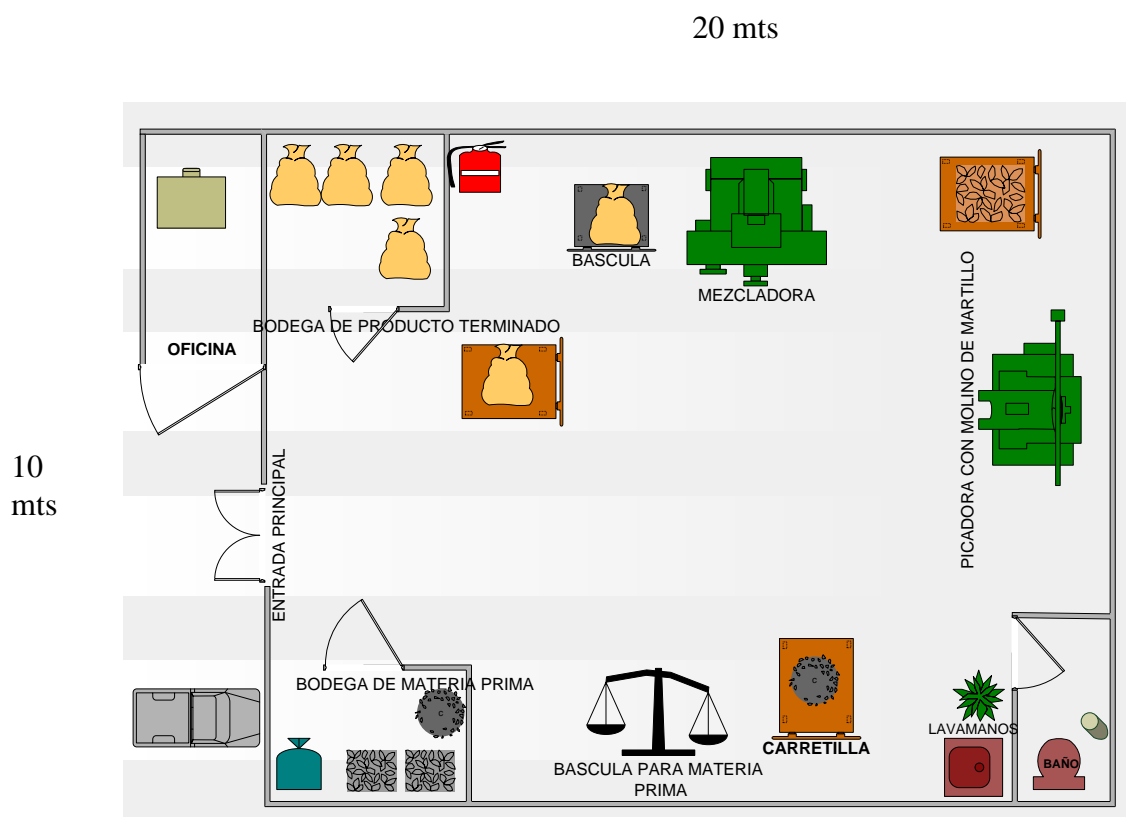 20 mts
BASCULA
MEZCLADORA
BODEGA DE PRODUCTO TERMINADO
OFICINA
PICADORA CON MOLINO DE MARTILLO
10
mts
ENTRADA PRINCIPAL
BODEGA DE MATERIA PRIMA
LAVAMANOS
CARRETILLA
BASCULA PARA MATERIA
PRIMA
BAÑO